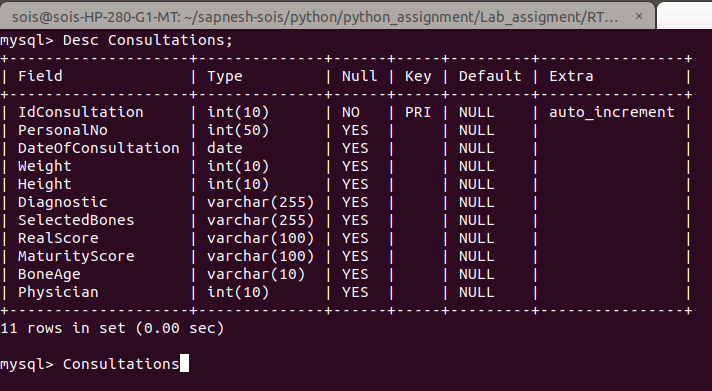 sois@sois-HP-280-G1-MT: ~/sapnesh-sois/python/python_assignment/Lab_assigment/RT... ×
mysql> Desc Consultations;
+--------------------+--------------+------+-----+---------+----------------+
| Field              | Type         | Null | Key | Default | Extra          |
+--------------------+--------------+------+-----+---------+----------------+
| IdConsultation     | int(10)      | NO   | PRI | NULL    | auto_increment |
| PersonalNo         | int(50)      | YES  |     | NULL    |                |
| DateOfConsultation | date         | YES  |     | NULL    |                |
| Weight             | int(10)      | YES  |     | NULL    |                |
| Height             | int(10)      | YES  |     | NULL    |                |
| Diagnostic         | varchar(255) | YES  |     | NULL    |                |
| SelectedBones      | varchar(255) | YES  |     | NULL    |                |
| RealScore          | varchar(100) | YES  |     | NULL    |                |
| MaturityScore      | varchar(100) | YES  |     | NULL    |                |
| BoneAge            | varchar(10)  | YES  |     | NULL    |                |
| Physician          | int(10)      | YES  |     | NULL    |                |
+--------------------+--------------+------+-----+---------+----------------+
11 rows in set (0.00 sec)
mysql> Consultations